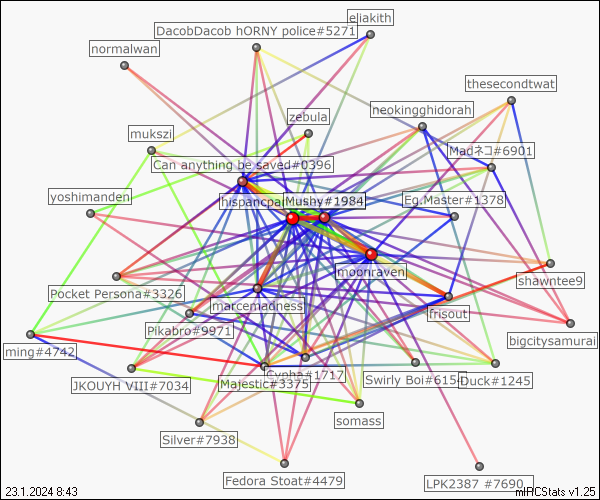 eliakith
DacobDacob hORNY police#5271
normalwan
thesecondtwat
neokingghidorah
zebula
mukszi
Madネコ#6901
Can anything be saved#0396
yoshimanden
hispancpan
Mushy#1984
Eg.Master#1378
moonraven
shawntee9
Pocket Persona#3326
marcemadness
frisout
Pikabro#9971
bigcitysamurai
ming#4742
Cypha#1717
JKOUYH VIII#7034
Majestic#3375
Swirly Boi#6154
Duck#1245
somass
Silver#7938
Fedora Stoat#4479
LPK2387 #7690
23.1.2024 8:43
mIRCStats v1.25